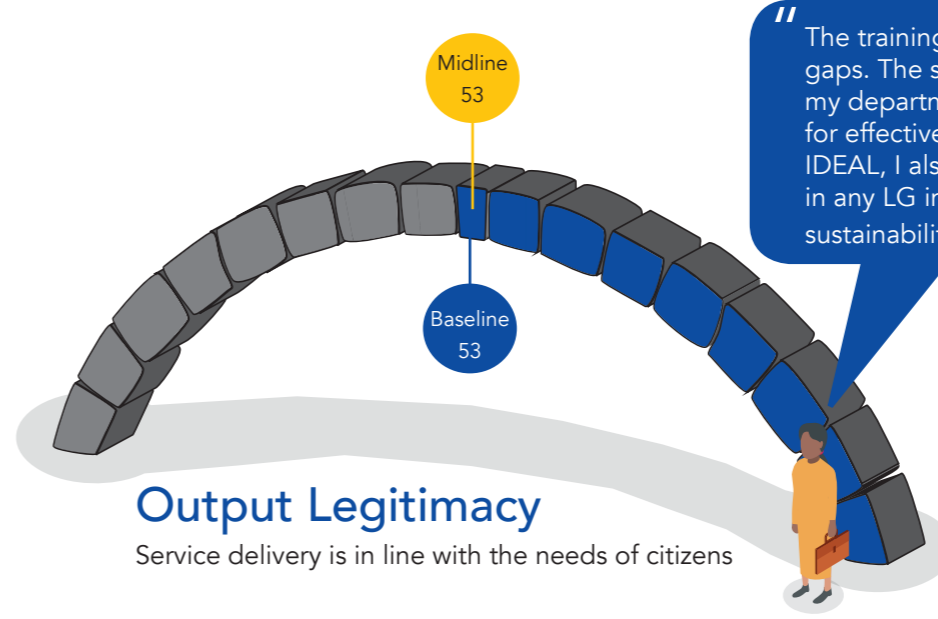 Midline
53
Baseline
53
“
The training
gaps. The s
my departm
for effective
IDEAL, I als
in any LG in
sustainabilit
Output Legitimacy
Service delivery is in line with the needs of citizens